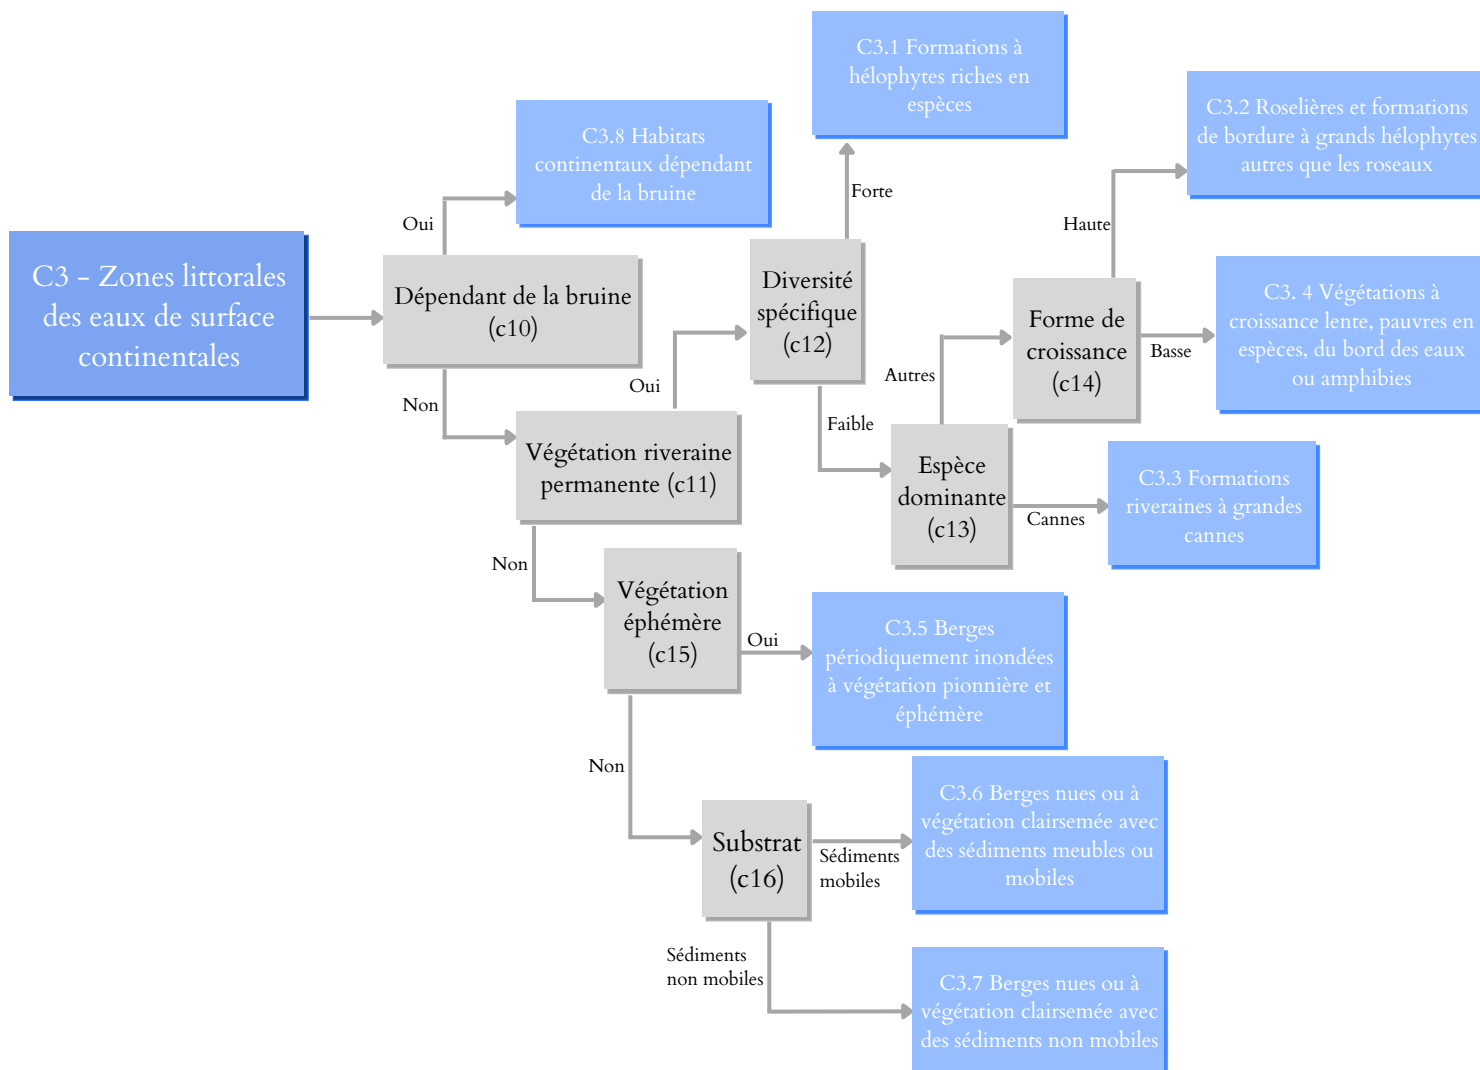 C3 - Zones littorales
des eaux de surface
continentales
Dépendant de la bruine
(c10)
Oui
C3.8 Habitats
continentaux dépendant
de la bruine
Non
Végétation riveraine
permanente (c11)
Oui
Diversité
spécifique
(c12)
Forte
C3.1 Formations à
hélophytes riches en
espèces
Faible
Espèce
dominante
(c13)
Autres
Forme de
croissance
(c14)
Haute
C3.2 Roselières et formations
de bordure à grands hélophytes
autres que les roseaux
Basse
C3. 4 Végétations à
croissance lente, pauvres en
espèces, du bord des eaux
ou amphibies
Cannes
C3.3 Formations
riveraines à grandes
cannes
Non
Végétation
éphémère
(c15)
Oui
C3.5 Berges
périodiquement inondées
à végétation pionnière et
éphémère
Non
Substrat
(c16)
Sédiments
mobiles
C3.6 Berges nues ou à
végétation clairsemée avec
des sédiments meubles ou
mobiles
Sédiments
non mobiles
C3.7 Berges nues ou à
végétation clairsemée avec
des sédiments non mobiles